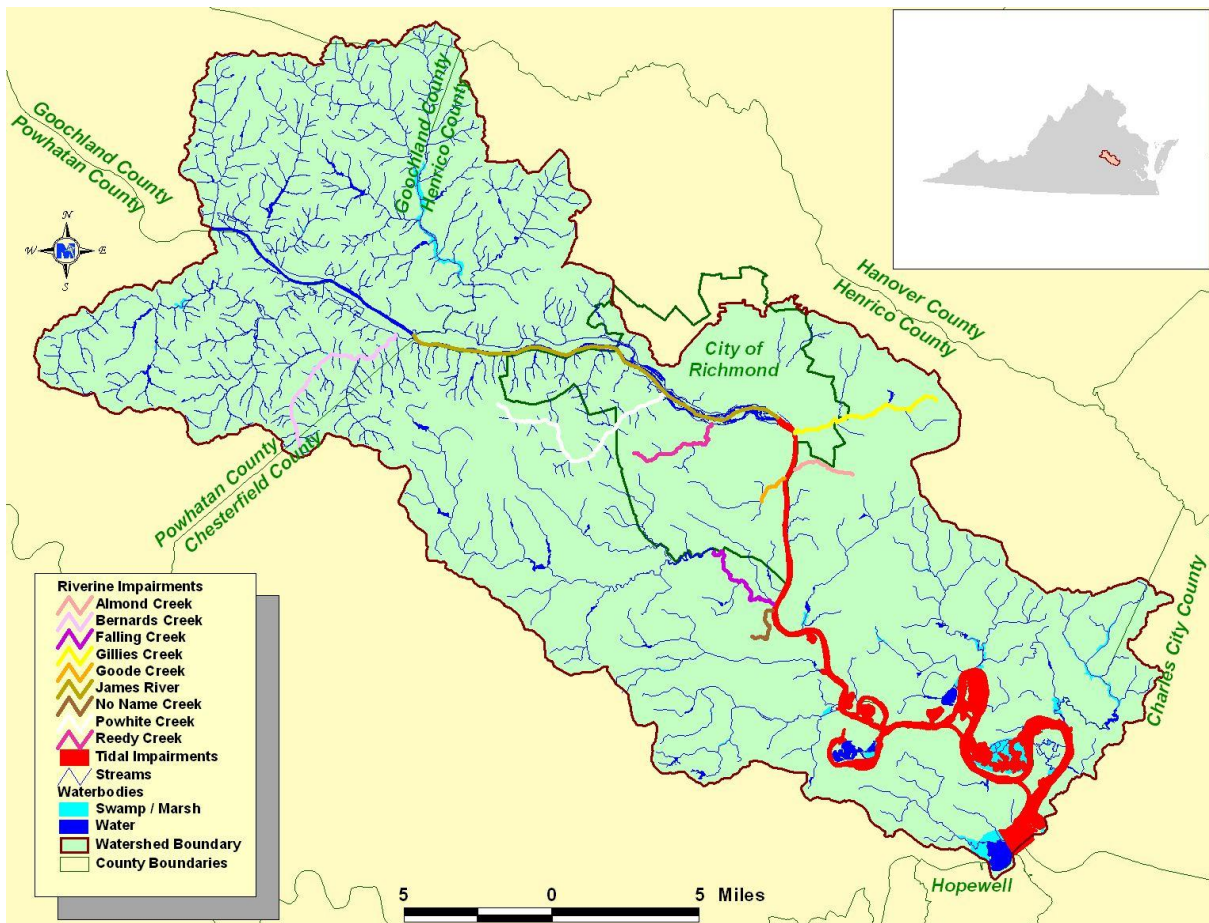 Goochland County
Powhatan County
Goochland County
Henrico County
Hanover County
Henrico County
City of
Richmond
Powhatan County
Chesterfield County
Charles City County
Hopewell
N
W
E
S
M
Riverine Impairments
Almond Creek
Bernards Creek
Falling Creek
Gillies Creek
Goode Creek
James River
No Name Creek
Powhite Creek
Reedy Creek
Tidal Impairments
Streams
Waterbodies
Swamp / Marsh
Water
Watershed Boundary
County Boundaries
5 0 5 Miles